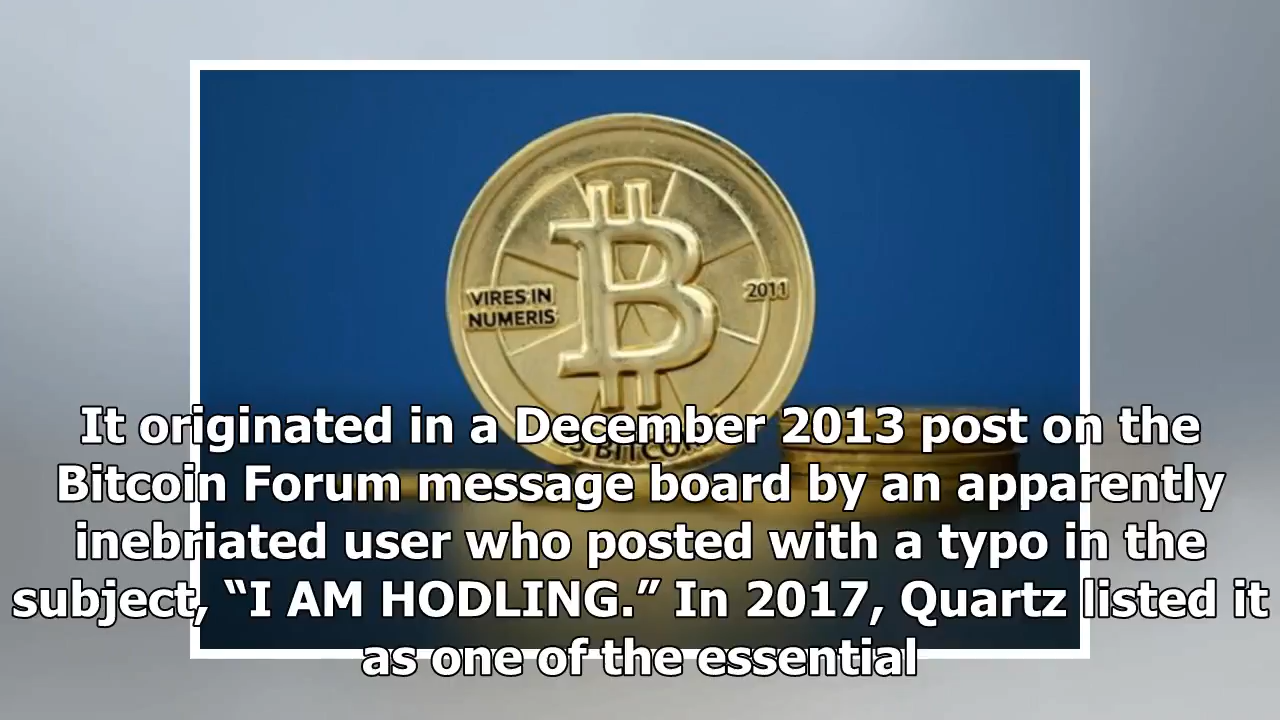 VIRES IN
NUMERIS
2011
It originated in a December 2013 post on the
Bitcoin Forum message board by an apparently
inebriated user who posted with a typo in the
subject, “I AM HODLING.” In 2017, Quartz listed it
as one of the essential